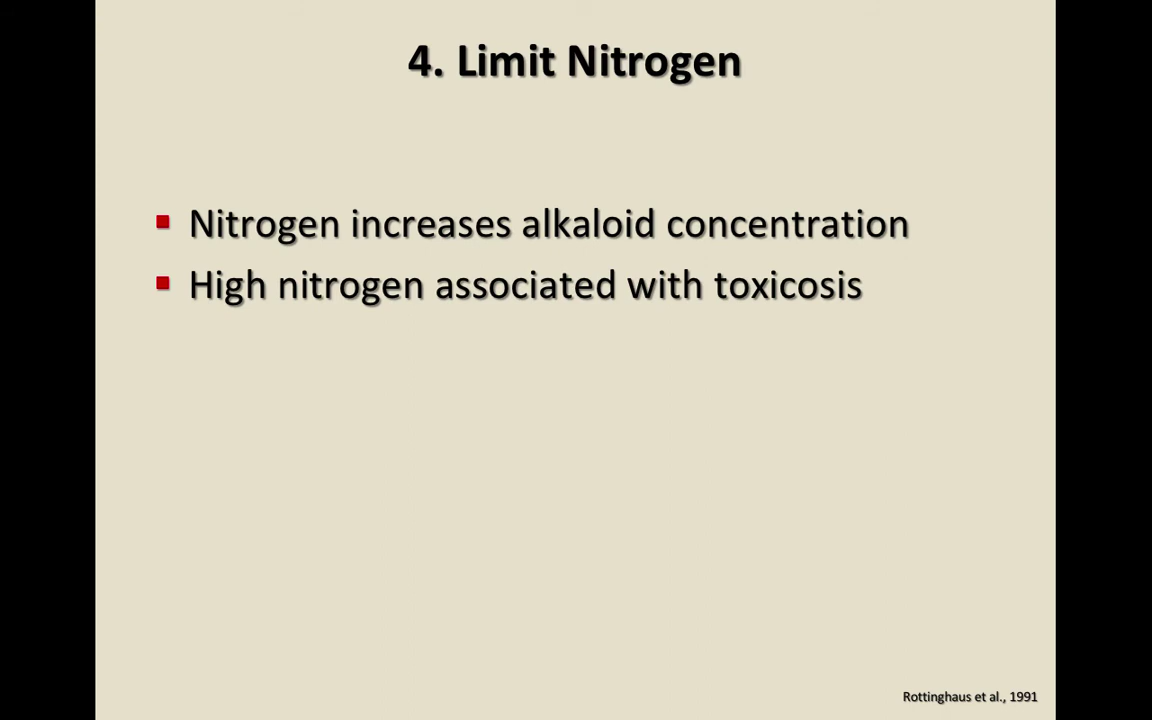 4. Limit Nitrogen
Nitrogen increases alkaloid concentration
High nitrogen associated with toxicosis
Rottinghaus et al., 1991